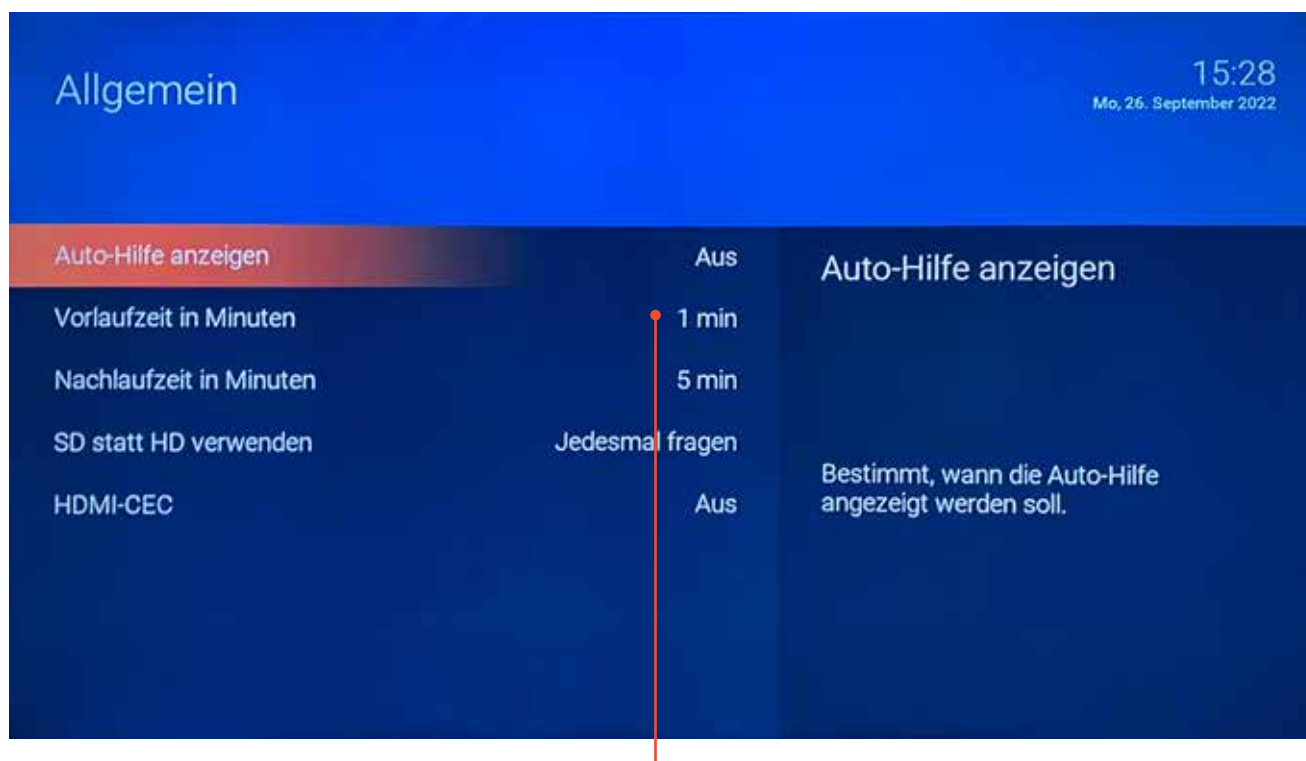 Allgemein
15:28
Mo, 26. September 2022
Auto-Hilfe anzeigen Aus
Vorlaufzeit in Minuten 1 min
Nachlaufzeit in Minuten 5 min
SD statt HD verwenden Jedesmal fragen
HDMI-CEC Aus
Auto-Hilfe anzeigen
Bestimmt, wann die Auto-Hilfe
angezeigt werden soll.